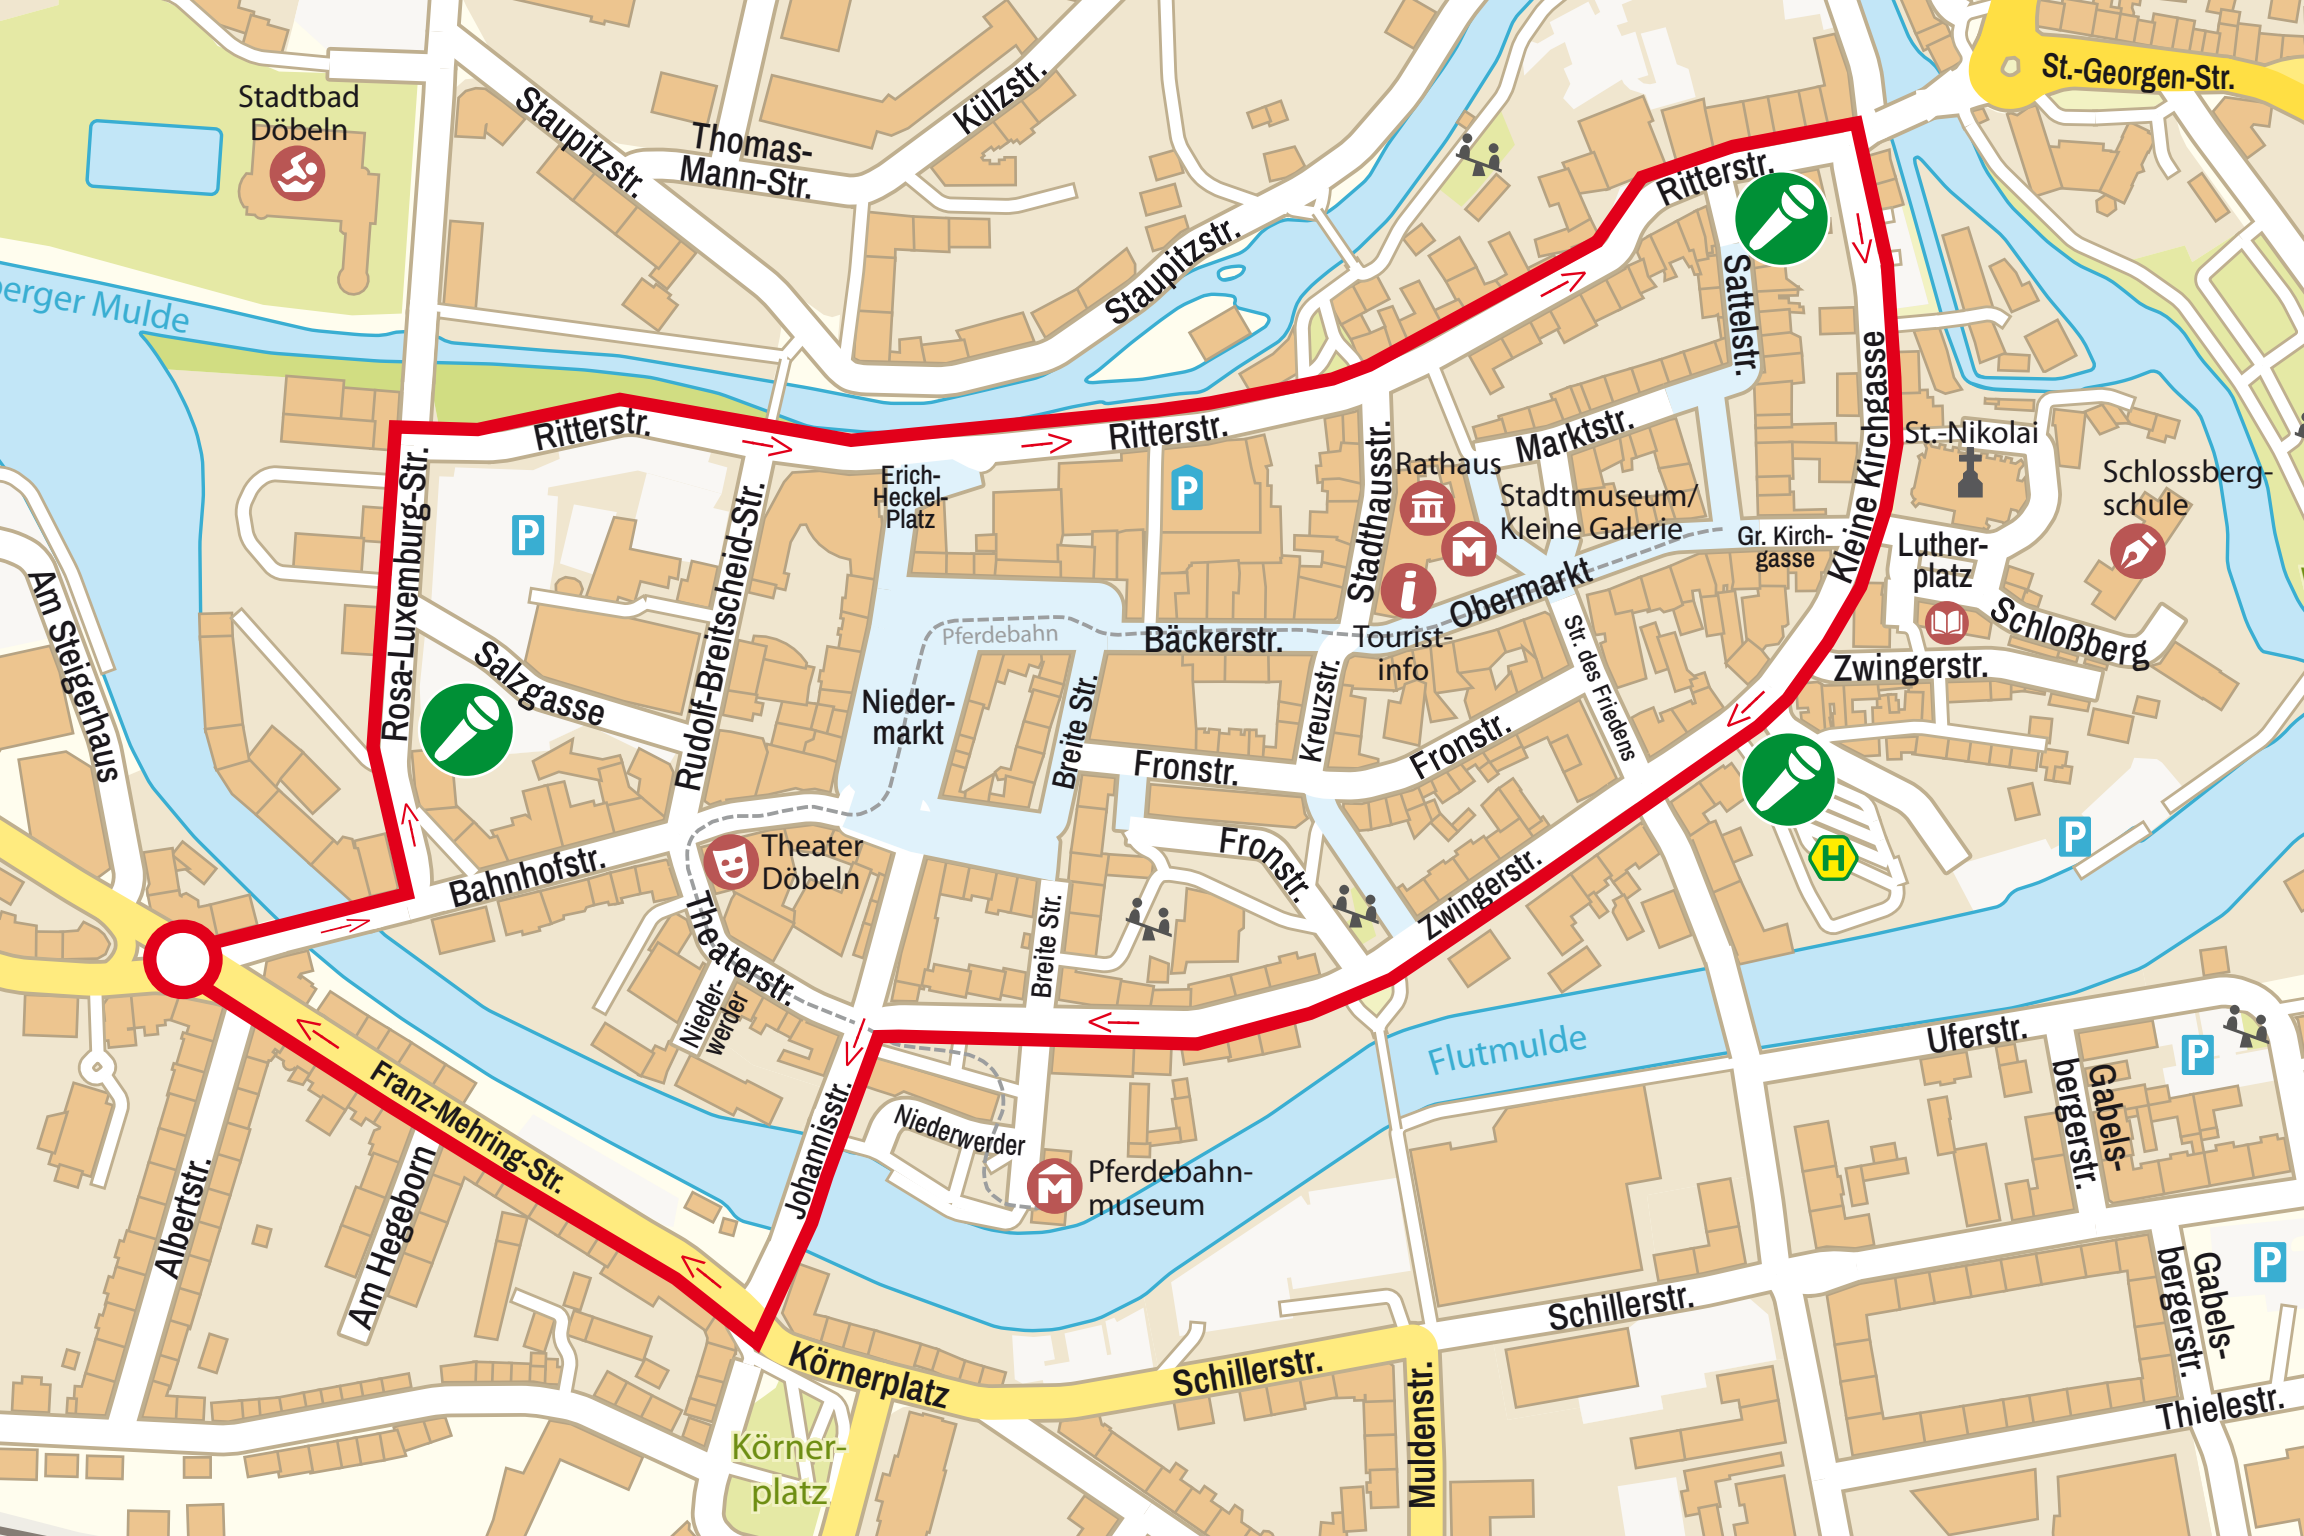 St.-Georgen-Str.
Stadtbad
Döbeln
Staupitzstr.
Thomas-
Mann-Str.
Külzstr.
Staupitzstr.
Ritterstr.
Sattelstr.
berger Mulde
Ritterstr.
Ritterstr.
Kleine Kirchgasse
Marktstr.
St.-Nikolai
Erich-
Heckel-
Platz
P
P
Stadthausstr.
Rathaus
Stadtmuseum/
Kleine Galerie
M
i
Schlossberg-
schule
Rosa-Luxemburg-Str.
Rudolf-Breitscheid-Str.
Gr. Kirch-
gasse
Luther-
platz
Obermarkt
Am Steigerhaus
Salzgasse
Pferdebahn
Bäckerstr.
Tourist-
info
Str. des Friedens
Schloßberg
Zwingerstr.
Nieder-
markt
Breite Str.
Kreuzstr.
Fronstr.
Fronstr.
Fronstr.
Bahnhofstr.
Theater
Döbeln
H
P
Theaterstr.
Nieder-
werder
Breite Str.
Zwingerstr.
Flutmulde
Uferstr.
P
Franz-Mehring-Str.
Johannisstr.
Niederwerder
M
Pferdebahn-
museum
Gabels-
bergerstr.
Albertstr.
Am Hegeborn
Körnerplatz
Schillerstr.
Schillerstr.
Muldenstr.
Gabels-
bergerstr.
P
Thielestr.
Körner-
platz